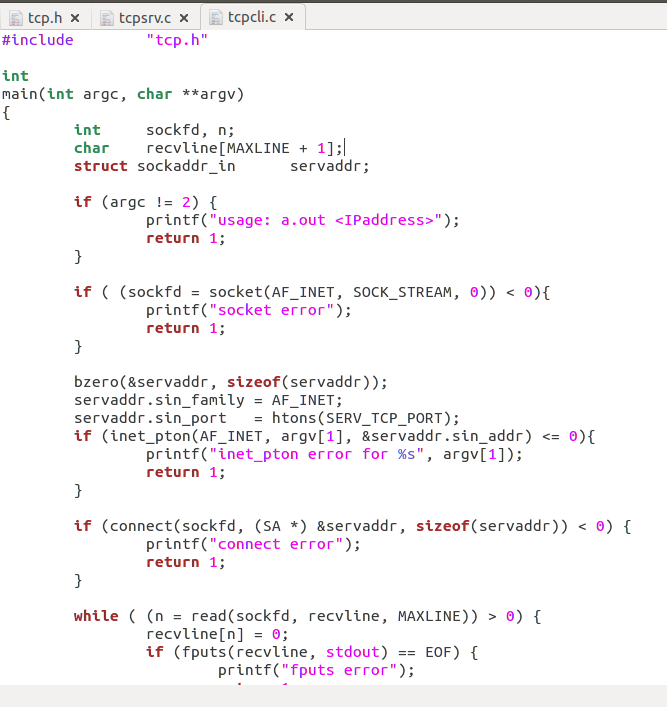 tcp.h × tcpsrv.c × tcpcli.c ×
#include        "tcp.h"

int
main(int argc, char **argv)
{
        int     sockfd, n;
        char    recvline[MAXLINE + 1];
        struct sockaddr_in      servaddr;

        if (argc != 2) {
                printf("usage: a.out <IPaddress>");
                return 1;
        }

        if ( (sockfd = socket(AF_INET, SOCK_STREAM, 0)) < 0){
                printf("socket error");
                return 1;
        }

        bzero(&servaddr, sizeof(servaddr));
        servaddr.sin_family = AF_INET;
        servaddr.sin_port   = htons(SERV_TCP_PORT);
        if (inet_pton(AF_INET, argv[1], &servaddr.sin_addr) <= 0){
                printf("inet_pton error for %s", argv[1]);
                return 1;
        }

        if (connect(sockfd, (SA *) &servaddr, sizeof(servaddr)) < 0) {
                printf("connect error");
                return 1;
        }

        while ( (n = read(sockfd, recvline, MAXLINE)) > 0) {
                recvline[n] = 0;
                if (fputs(recvline, stdout) == EOF) {
                        printf("fputs error");